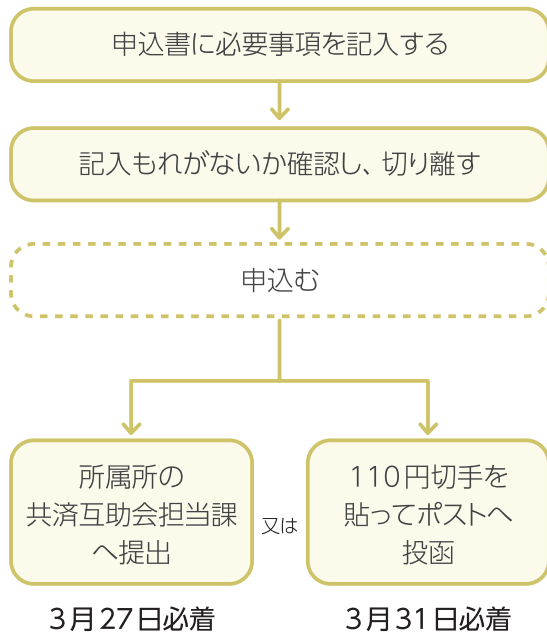 申込書に必要事項を記入する
記入もれがないか確認し、切り離す
申込む
所属所の
共済互助会担当課
へ提出
又は
110円切手を
貼ってポストへ
投函
3月27日必着
3月31日必着